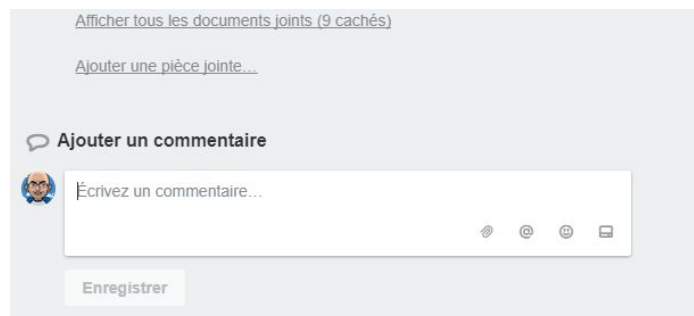 Afficher tous les documents joints (9 cachés)
Ajouter une pièce jointe...
Ajouter un commentaire
Écrivez un commentaire...
@
Enregistrer